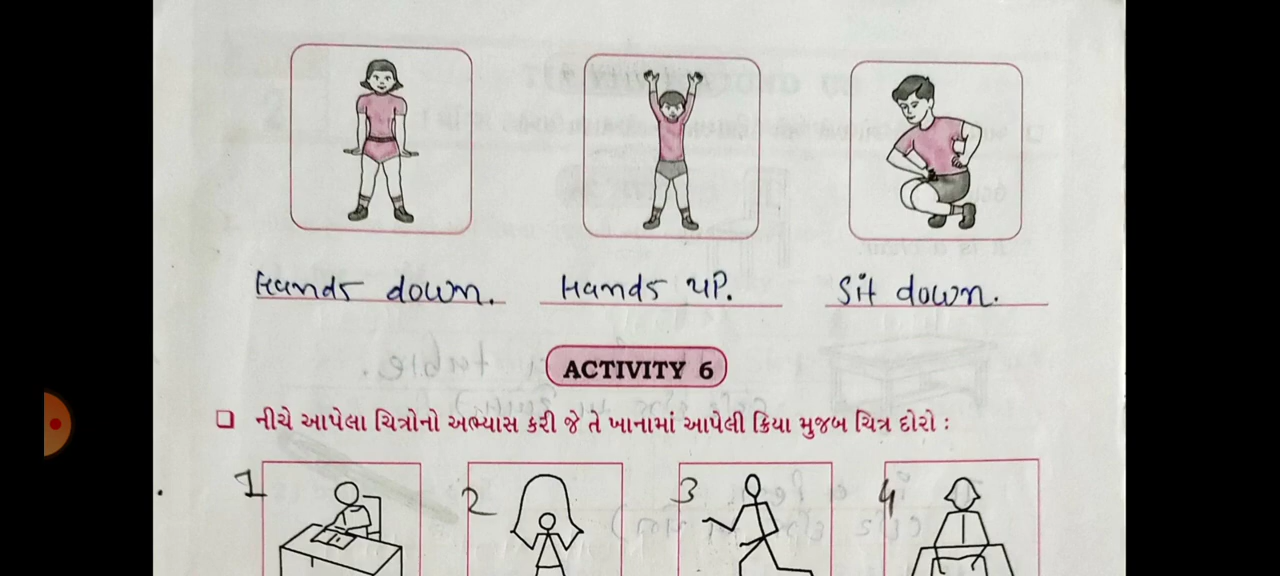 Hands down. Hands up. Sit down.
ACTIVITY 6
❑ નીચે આપેલા ચિત્રોનો અભ્યાસ કરી જે તે ખાનામાં આપેલી ક્રિયા મુજબ ચિત્ર દોરો :
1 2 3 4